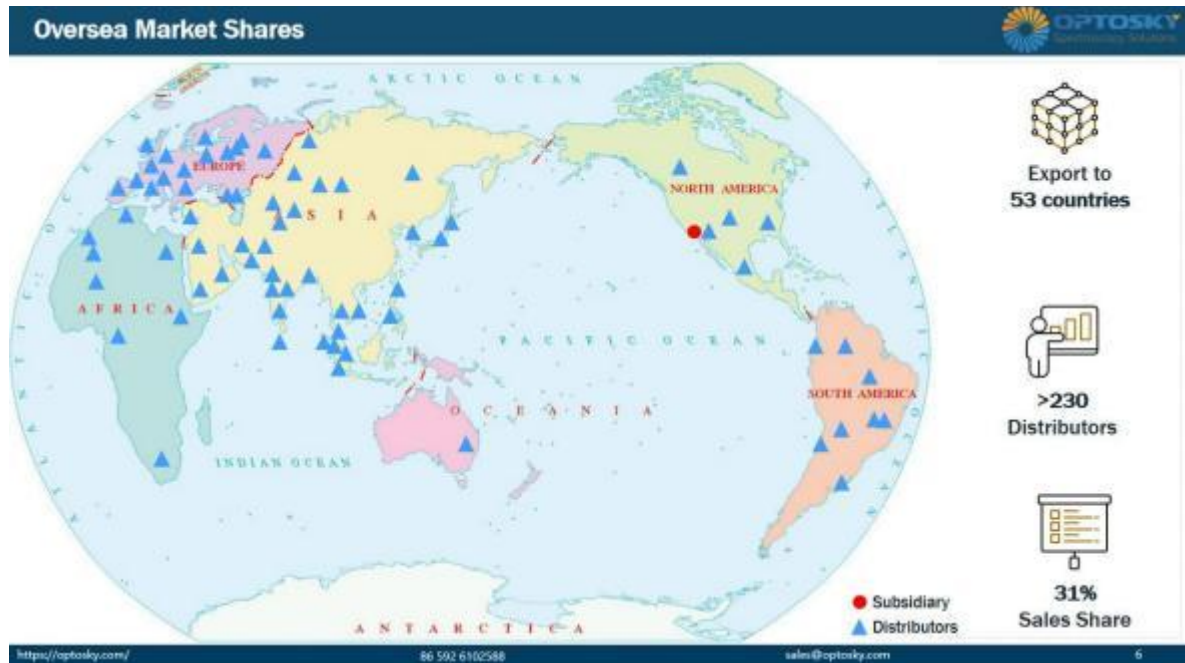 Oversea Market Shares
OPTOSKY
Spectroscopy Solutions
ARCTIC OCEAN
EUROPE
ASIA
NORTH AMERICA
AFRICA
PACIFIC OCEAN
SOUTH AMERICA
OCEANIA
INDIAN OCEAN
ANTARCTICA
Export to
53 countries
>230
Distributors
31%
Sales Share
Subsidiary
Distributors
https://optosky.com/
86 592 6102588
sales@optosky.com
6